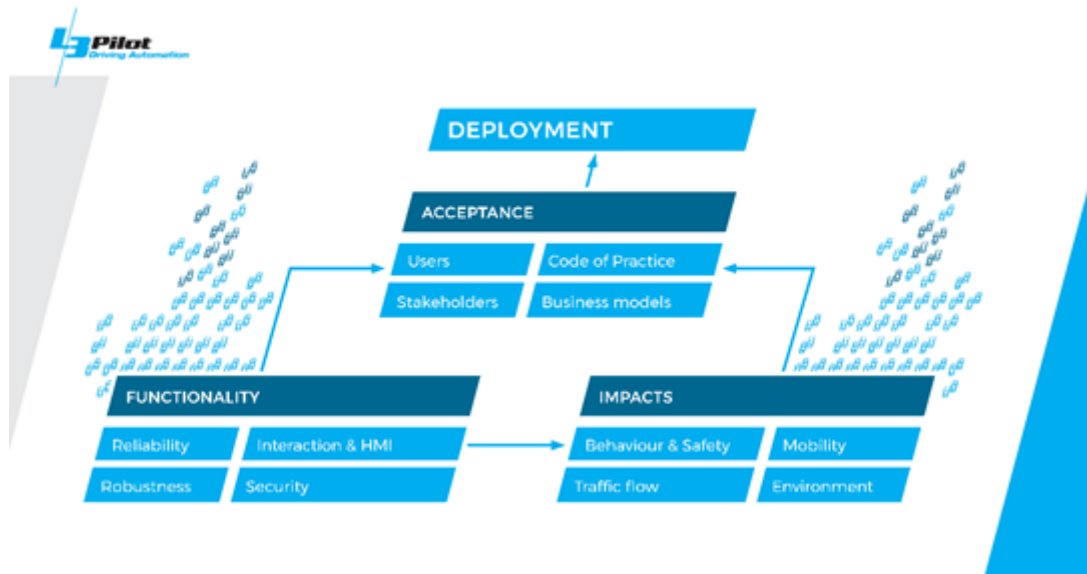 L3Pilot
Driving Automation
DEPLOYMENT
ACCEPTANCE
Users
Code of Practice
Stakeholders
Business models
FUNCTIONALITY
Reliability
Interaction & HMI
Robustness
Security
IMPACTS
Behaviour & Safety
Mobility
Traffic flow
Environment